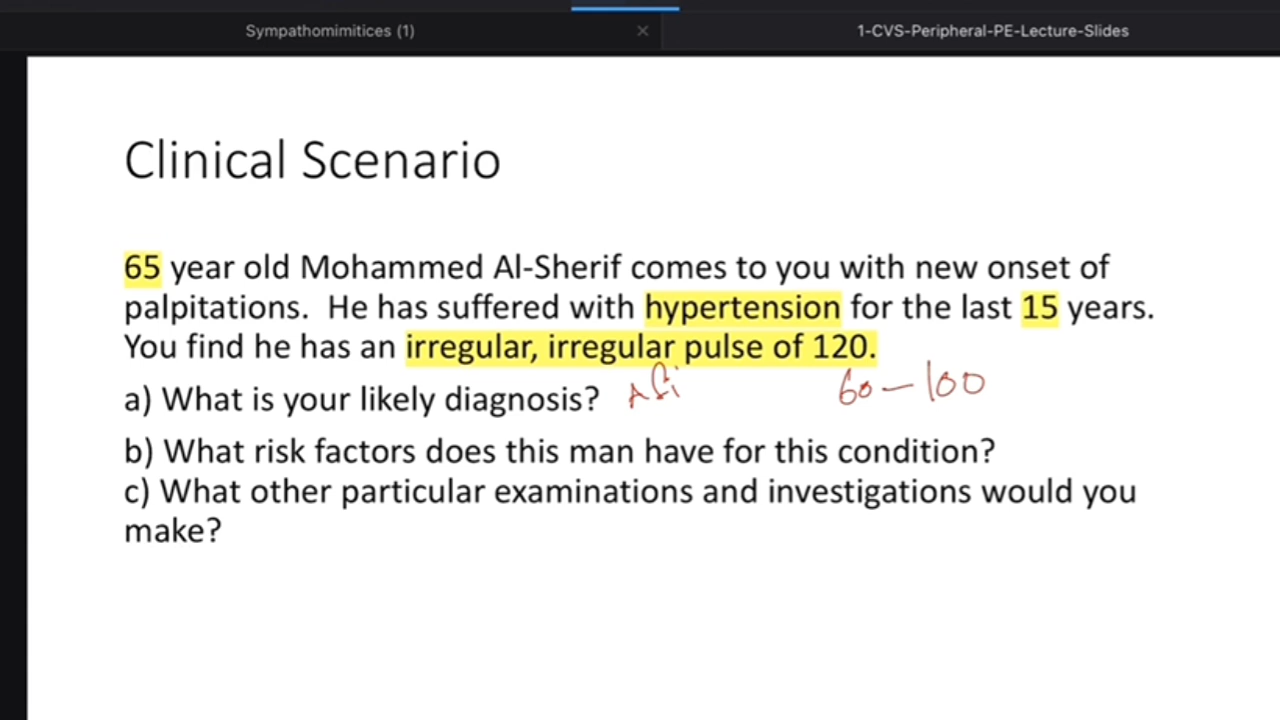 Sympathomimitices (1) × 1-CVS-Peripheral-PE-Lecture-Slides
Clinical Scenario
65 year old Mohammed Al-Sherif comes to you with new onset of
palpitations. He has suffered with hypertension for the last 15 years.
You find he has an irregular, irregular pulse of 120.
60-100
a) What is your likely diagnosis?
b) What risk factors does this man have for this condition?
c) What other particular examinations and investigations would you
make?